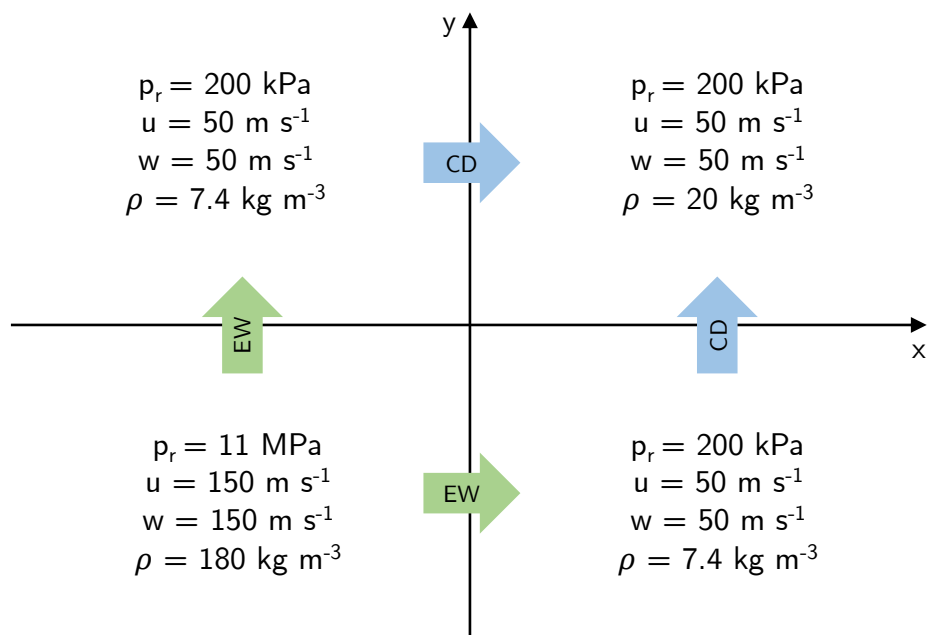 y
p_r = 200 kPa
u = 50 m s⁻¹
w = 50 m s⁻¹
ρ = 7.4 kg m⁻³
CD
p_r = 200 kPa
u = 50 m s⁻¹
w = 50 m s⁻¹
ρ = 20 kg m⁻³
EW
CD
x
p_r = 11 MPa
u = 150 m s⁻¹
w = 150 m s⁻¹
ρ = 180 kg m⁻³
EW
p_r = 200 kPa
u = 50 m s⁻¹
w = 50 m s⁻¹
ρ = 7.4 kg m⁻³